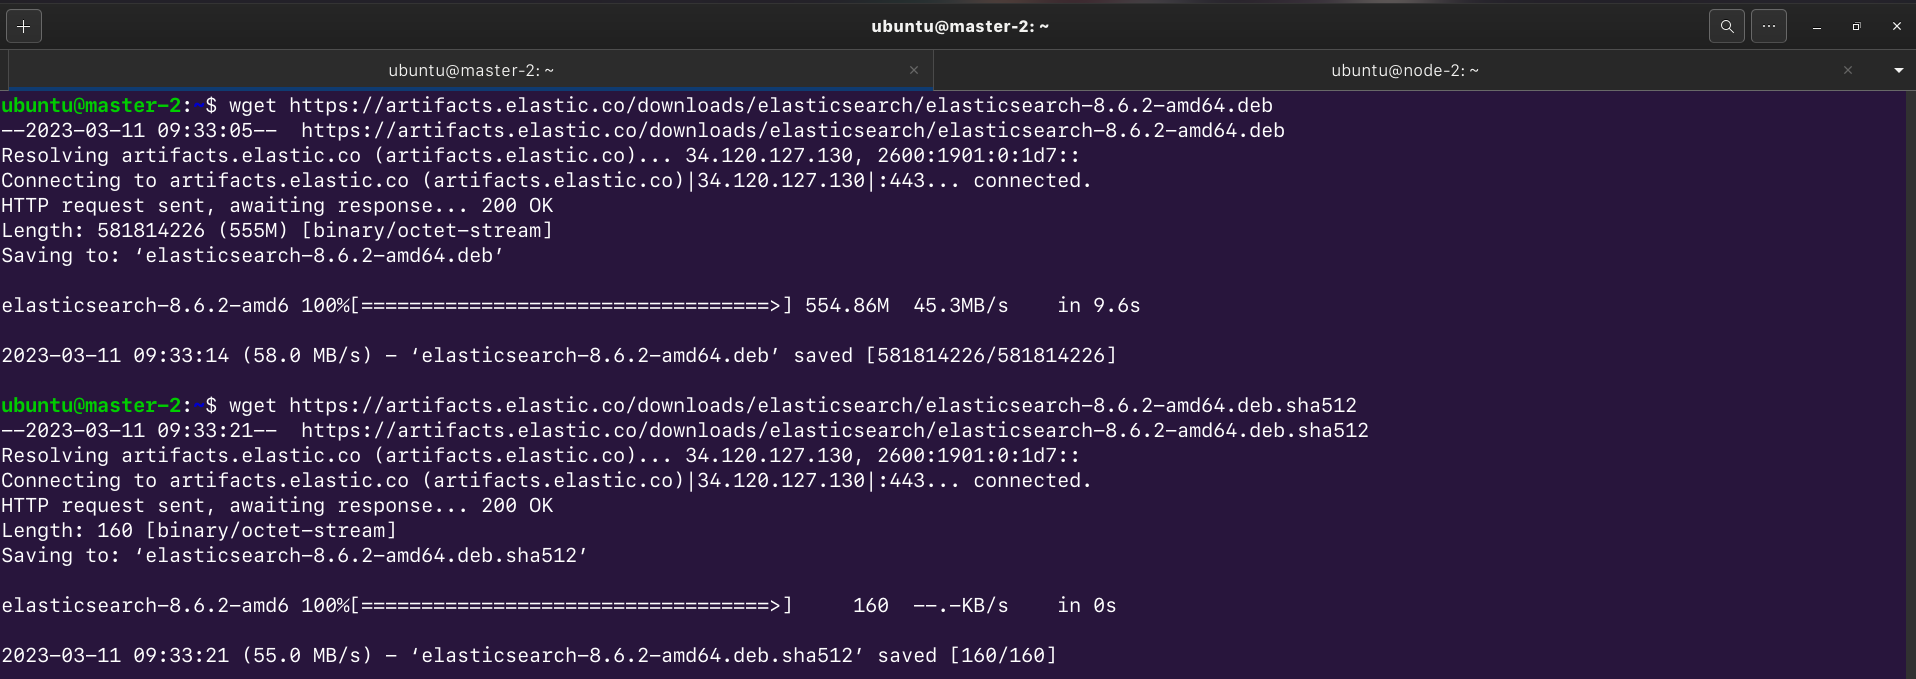 ubuntu@master-2: ~
ubuntu@master-2: ~
ubuntu@node-2: ~
ubuntu@master-2:~$ wget https://artifacts.elastic.co/downloads/elasticsearch/elasticsearch-8.6.2-amd64.deb
--2023-03-11 09:33:05--  https://artifacts.elastic.co/downloads/elasticsearch/elasticsearch-8.6.2-amd64.deb
Resolving artifacts.elastic.co (artifacts.elastic.co)... 34.120.127.130, 2600:1901:0:1d7::
Connecting to artifacts.elastic.co (artifacts.elastic.co)|34.120.127.130|:443... connected.
HTTP request sent, awaiting response... 200 OK
Length: 581814226 (555M) [binary/octet-stream]
Saving to: ‘elasticsearch-8.6.2-amd64.deb’
elasticsearch-8.6.2-amd6 100%[==================================>] 554.86M  45.3MB/s    in 9.6s
2023-03-11 09:33:14 (58.0 MB/s) - ‘elasticsearch-8.6.2-amd64.deb’ saved [581814226/581814226]
ubuntu@master-2:~$ wget https://artifacts.elastic.co/downloads/elasticsearch/elasticsearch-8.6.2-amd64.deb.sha512
--2023-03-11 09:33:21--  https://artifacts.elastic.co/downloads/elasticsearch/elasticsearch-8.6.2-amd64.deb.sha512
Resolving artifacts.elastic.co (artifacts.elastic.co)... 34.120.127.130, 2600:1901:0:1d7::
Connecting to artifacts.elastic.co (artifacts.elastic.co)|34.120.127.130|:443... connected.
HTTP request sent, awaiting response... 200 OK
Length: 160 [binary/octet-stream]
Saving to: ‘elasticsearch-8.6.2-amd64.deb.sha512’
elasticsearch-8.6.2-amd6 100%[==================================>]     160  --.-KB/s    in 0s
2023-03-11 09:33:21 (55.0 MB/s) - ‘elasticsearch-8.6.2-amd64.deb.sha512’ saved [160/160]